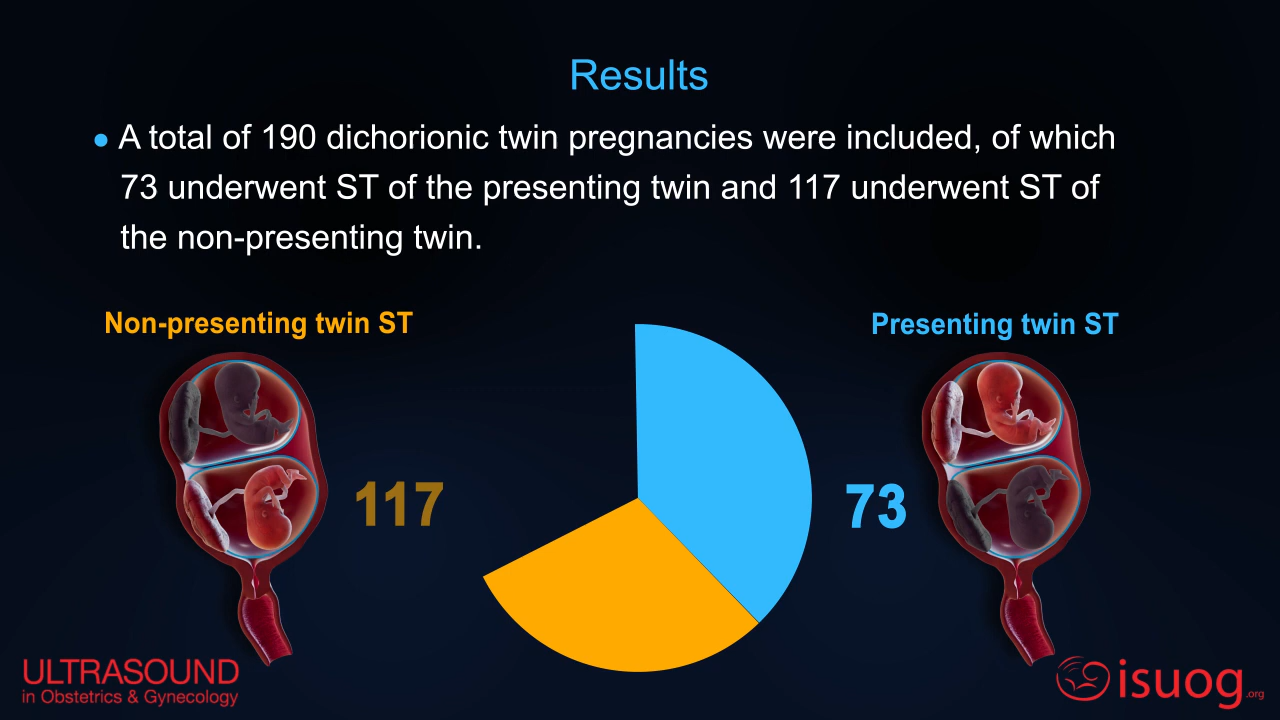 Results
• A total of 190 dichorionic twin pregnancies were included, of which
73 underwent ST of the presenting twin and 117 underwent ST of
the non-presenting twin.
Non-presenting twin ST
Presenting twin ST
117
73
ULTRASOUND
in Obstetrics & Gynecology
isuog.org